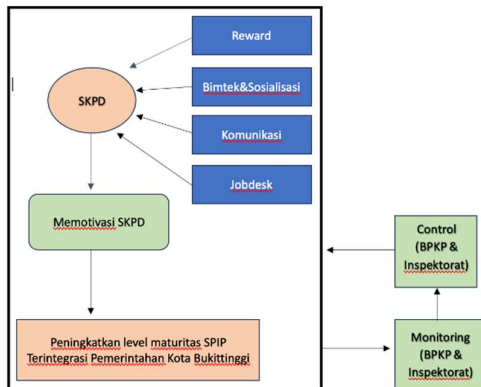 Reward
SKPD
Bimtek&Sosialisasi
Komunikasi
Jobdesk
Memotivasi SKPD
Control
(BPKP &
Inspektorat)
Peningkatkan level maturitas SPIP
Terintegrasi Pemerintahan Kota Bukittinggi
Monitoring
(BPKP &
Inspektorat)